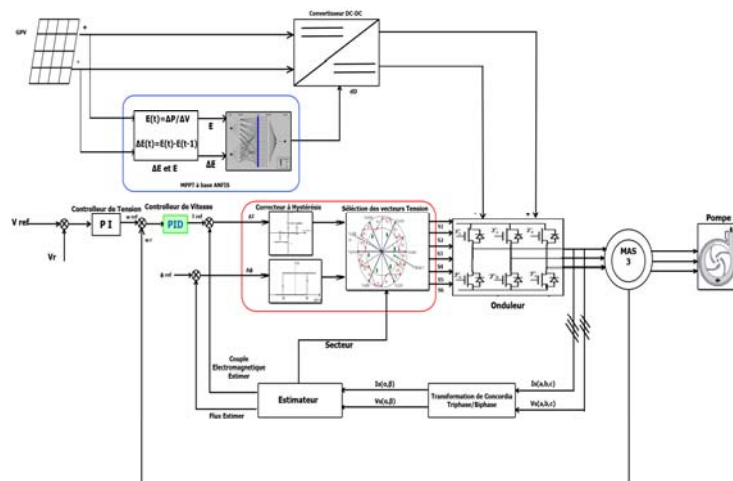 Convertisseur DC-DC
GPV
+
-
dD
E(t)=ΔP/ΔV
ΔE(t)=E(t)-E(t-1)
E
ΔE
ΔE et E
MPPT à base ANFIS
Controlleur de Tension
Controlleur de Vitesse
Correcteur à Hystérésis
Sélection des vecteurs Tension
V ref
Vr
P I
PID
S1
S2
S3
S4
S5
S6
-
+
MAS
3
Pompe
Onduleur
Secteur
Couple
Electromagnetique
Estimer
Flux Estimer
Estimateur
Is(α,β)
Vs(α,β)
Transformation de Concordia
Triphase/Biphase
Is(a,b,c)
Vs(a,b,c)